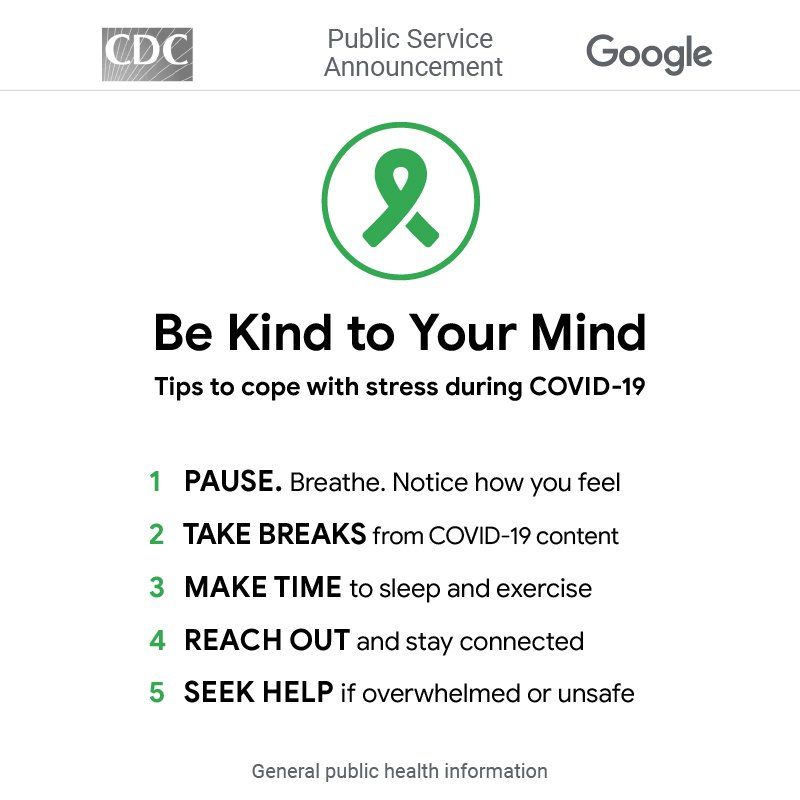 CDC
Public Service
Announcement
Google
Be Kind to Your Mind
Tips to cope with stress during COVID-19
1 PAUSE. Breathe. Notice how you feel
2 TAKE BREAKS from COVID-19 content
3 MAKE TIME to sleep and exercise
4 REACH OUT and stay connected
5 SEEK HELP if overwhelmed or unsafe
General public health information